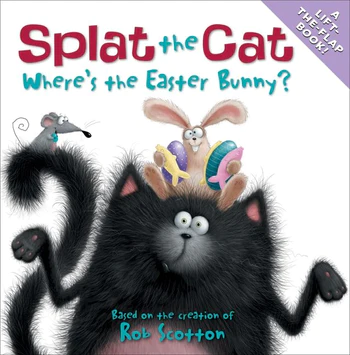 Splat the Cat
Where's the Easter Bunny?
A
LIFT-
THE-FLAP
BOOK!
Based on the creation of
Rob Scotton